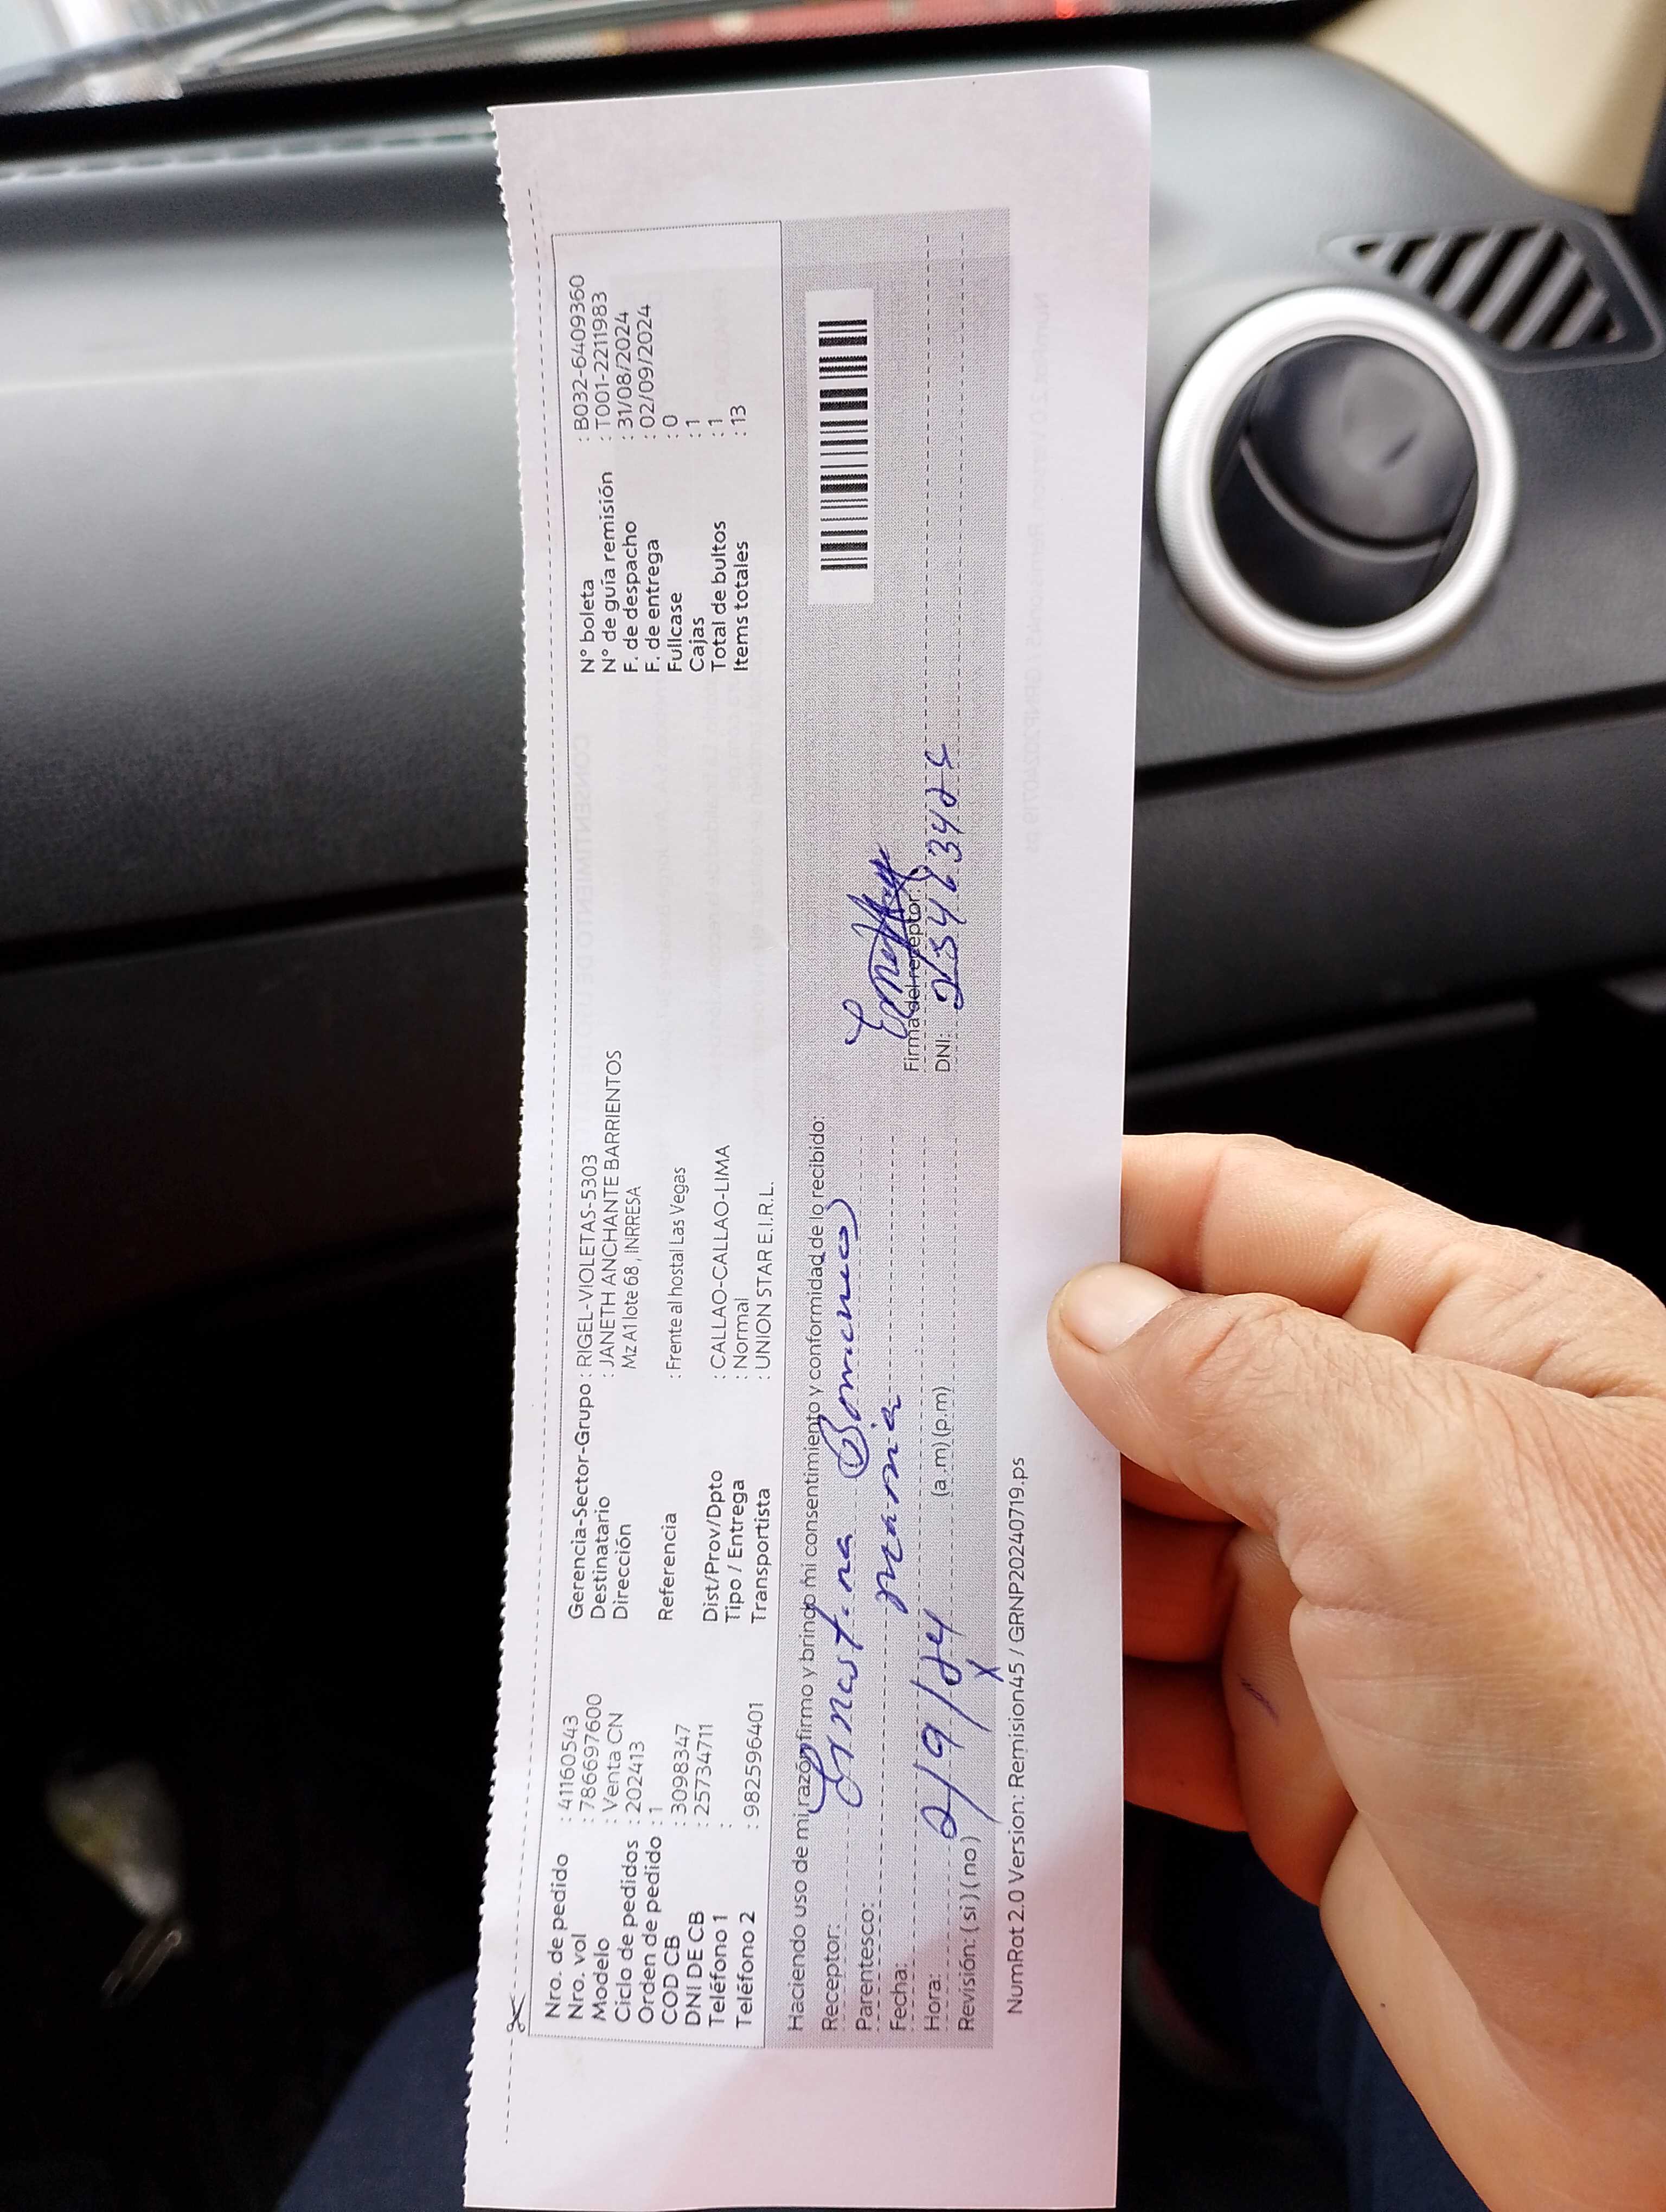 Nro. de pedido : 41160543 Gerencia-Sector-Grupo : RIGEL-VIOLETAS-5303 N° boleta : B032-6409360
Nro. vol : 786697600 Destinatario : JANETH ANCHANTE BARRIENTOS N° de guía remisión : T001-22111983
Modelo : Venta CN Dirección Mz A1 lote 68 , INRRESA F. de despacho : 31/08/2024
Ciclo de pedidos : 202413 F. de entrega : 02/09/2024
Orden de pedido : 1 Referencia : Frente al hostal Las Vegas Fullcase : 0
COD CB : 3098347 Cajas : 1
DNI DE CB : 25734711 Dist/Prov/Dpto : CALLAO-CALLAO-LIMA Total de bultos : 1
Teléfono 1 : Tipo / Entrega : Normal Items totales : 13
Teléfono 2 : 982596401 Transportista : UNION STAR E.I.R.L.
Haciendo uso de mi razón firmo y brindo mi consentimiento y conformidad de lo recibido:
Receptor:
Parentesco: mamá
Fecha: 2/9/24 Firma del receptor:
Hora: (a.m) (p.m) DNI:
Revisión: ( si ) ( no ) X
NumRot 2.0 Version: Remision45 / GRNP20240719.ps